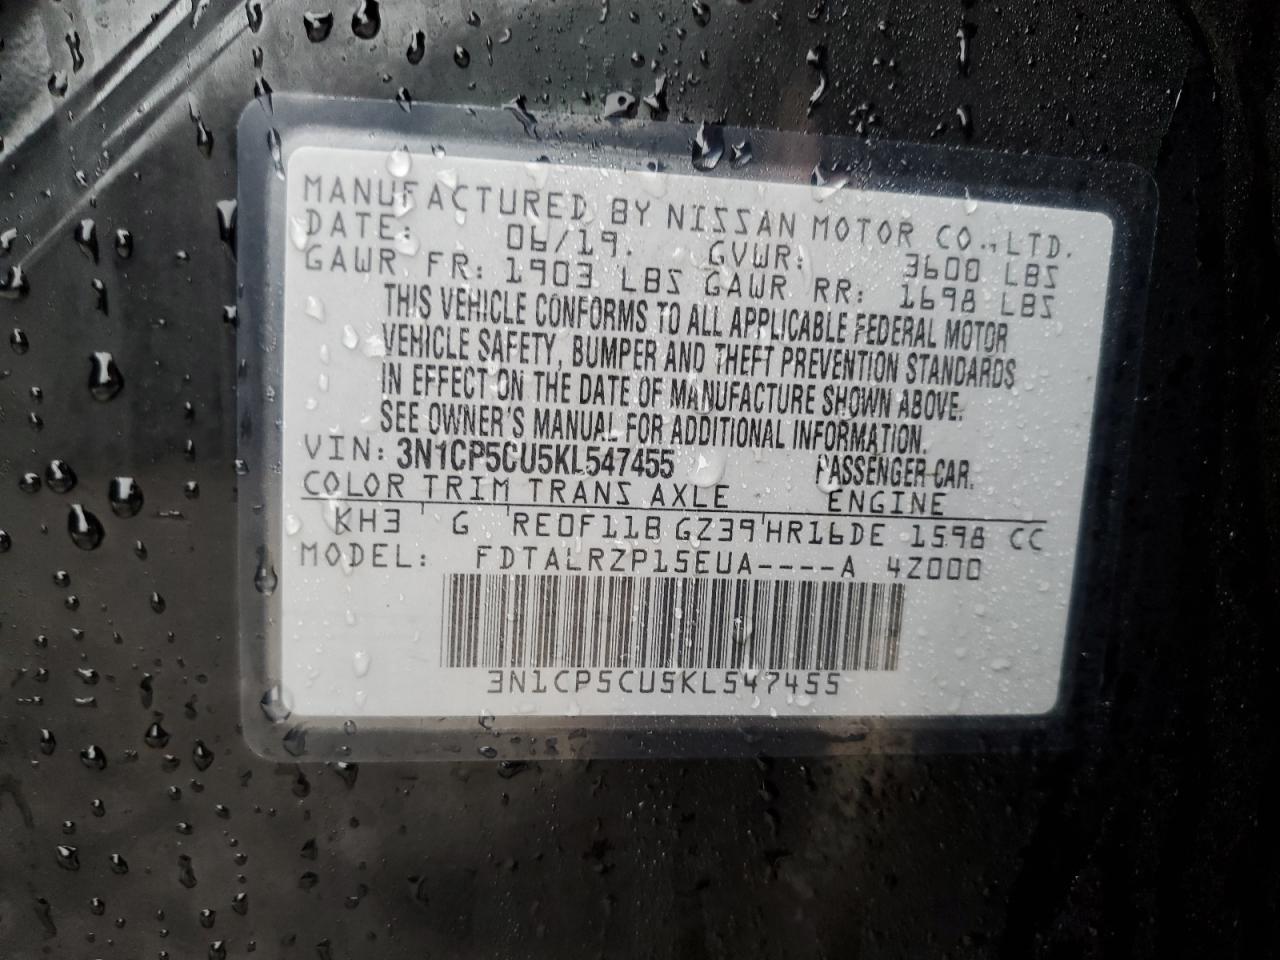 MANUFACTURED BY NISSAN MOTOR CO.,LTD.
DATE: 06/19. GVWR: 3600 LBS
GAWR FR: 1903 LBS GAWR RR: 1698 LBS
THIS VEHICLE CONFORMS TO ALL APPLICABLE FEDERAL MOTOR
VEHICLE SAFETY, BUMPER AND THEFT PREVENTION STANDARDS
IN EFFECT ON THE DATE OF MANUFACTURE SHOWN ABOVE.
SEE OWNER'S MANUAL FOR ADDITIONAL INFORMATION.
VIN: 3N1CP5CU5KL547455 PASSENGER CAR.
COLOR TRIM TRANS AXLE ENGINE
KH3 ' G 'RE0F11B GZ39'HR16DE 1598 CC
MODEL: FDTALRZP15EUA----A 4Z000
3N1CP5CU5KL547455